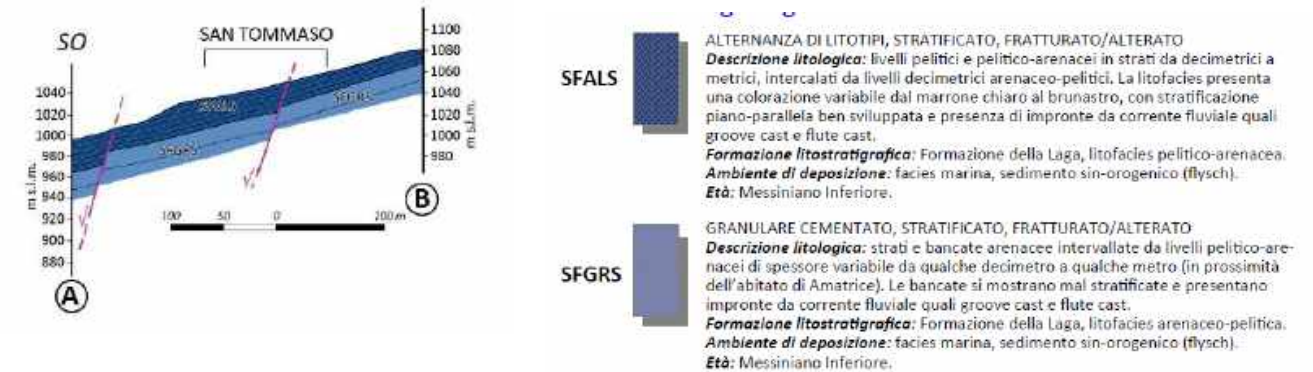 SO
SAN TOMMASO
1100
1080
1060
1040
1020
1000
980
m s.l.m.
1040
1020
1000
980
960
940
920
900
880
m s.l.m.
SFALS
SFGRS
SFGRS
100 50 0 200 m
A
B
SFALS
ALTERNANZA DI LITOTIPI, STRATIFICATO, FRATTURATO/ALTERATO
Descrizione litologica: livelli pelitici e pelitico-arenacei in strati da decimetrici a
metrici, intercalati da livelli decimetrici arenaceo-pelitici. La litofacies presenta
una colorazione variabile dal marrone chiaro al brunastro, con stratificazione
piano-parallela ben sviluppata e presenza di impronte da corrente fluviale quali
groove cast e flute cast.
Formazione litostratigrafica: Formazione della Laga, litofacies pelitico-arenacea.
Ambiente di deposizione: facies marina, sedimento sin-orogenico (flysch).
Età: Messiniano Inferiore.
SFGRS
GRANULARE CEMENTATO, STRATIFICATO, FRATTURATO/ALTERATO
Descrizione litologica: strati e bancate arenacee intervallate da livelli pelitico-are-
nacei di spessore variabile da qualche decimetro a qualche metro (in prossimità
dell'abitato di Amatrice). Le bancate si mostrano mal stratificate e presentano
impronte da corrente fluviale quali groove cast e flute cast.
Formazione litostratigrafica: Formazione della Laga, litofacies arenaceo-pelitica.
Ambiente di deposizione: facies marina, sedimento sin-orogenico (flysch).
Età: Messiniano Inferiore.